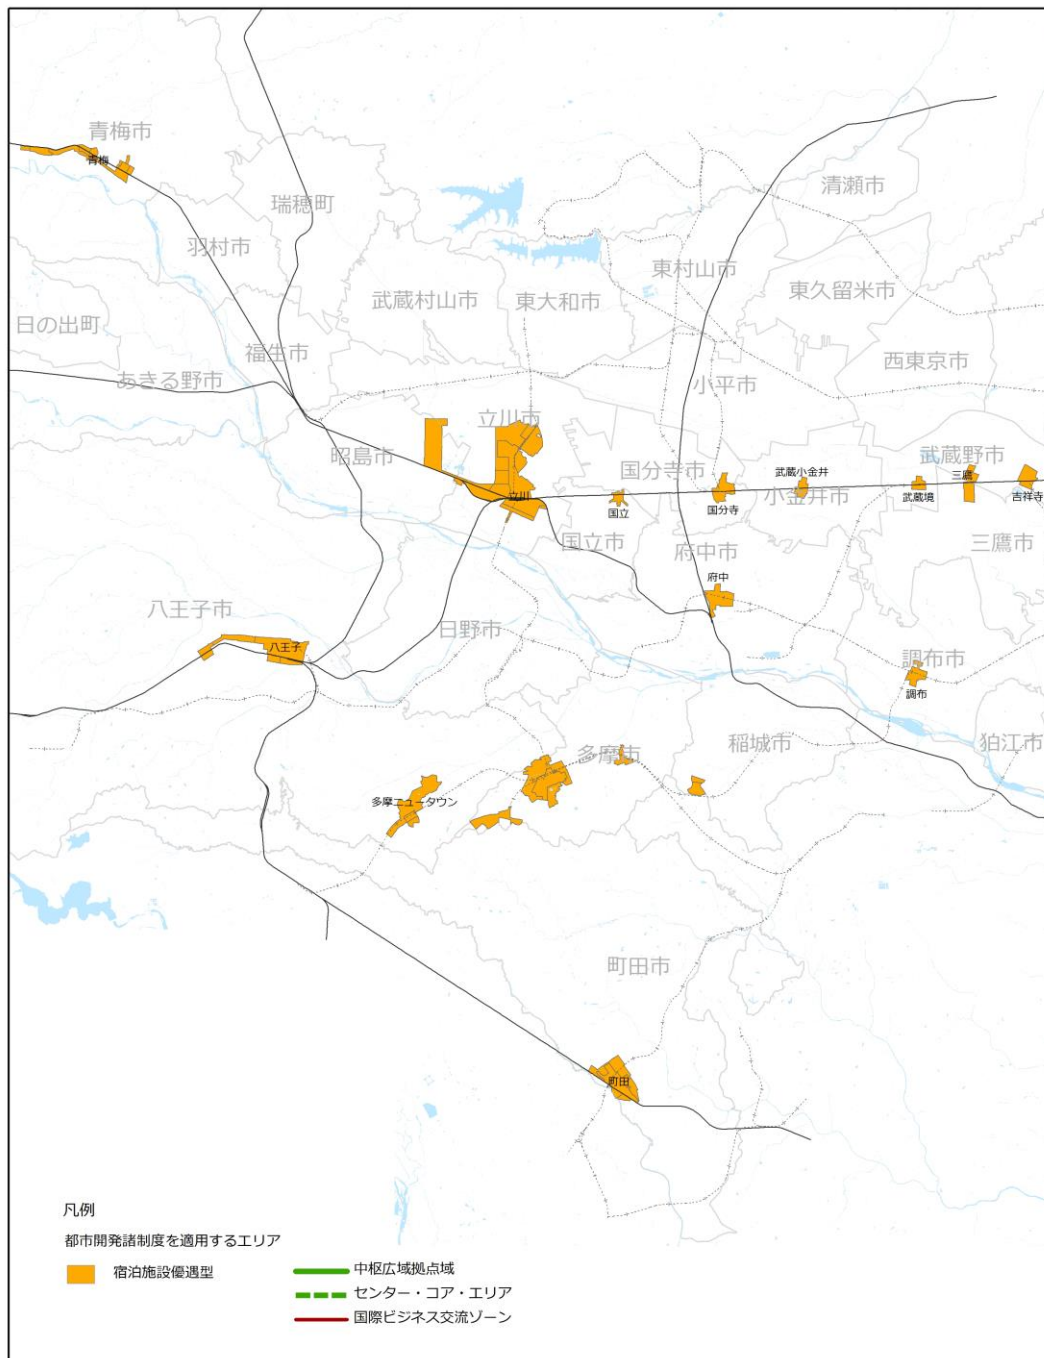 青梅市
青梅
瑞穂町
清瀬市
羽村市
東村山市
武蔵村山市
東大和市
東久留米市
日の出町
福生市
あきる野市
小平市
西東京市
立川市
昭島市
国分寺市
武蔵小金井
武蔵野市
三鷹
立川
国立
国分寺
小金井市
武蔵境
吉祥寺
国立市
府中市
三鷹市
府中
八王子市
日野市
八王子
調布市
調布
多摩市
稲城市
狛江市
多摩ニュータウン
町田市
町田
凡例
都市開発諸制度を適用するエリア
宿泊施設優遇型
中枢広域拠点域
センター・コア・エリア
国際ビジネス交流ゾーン